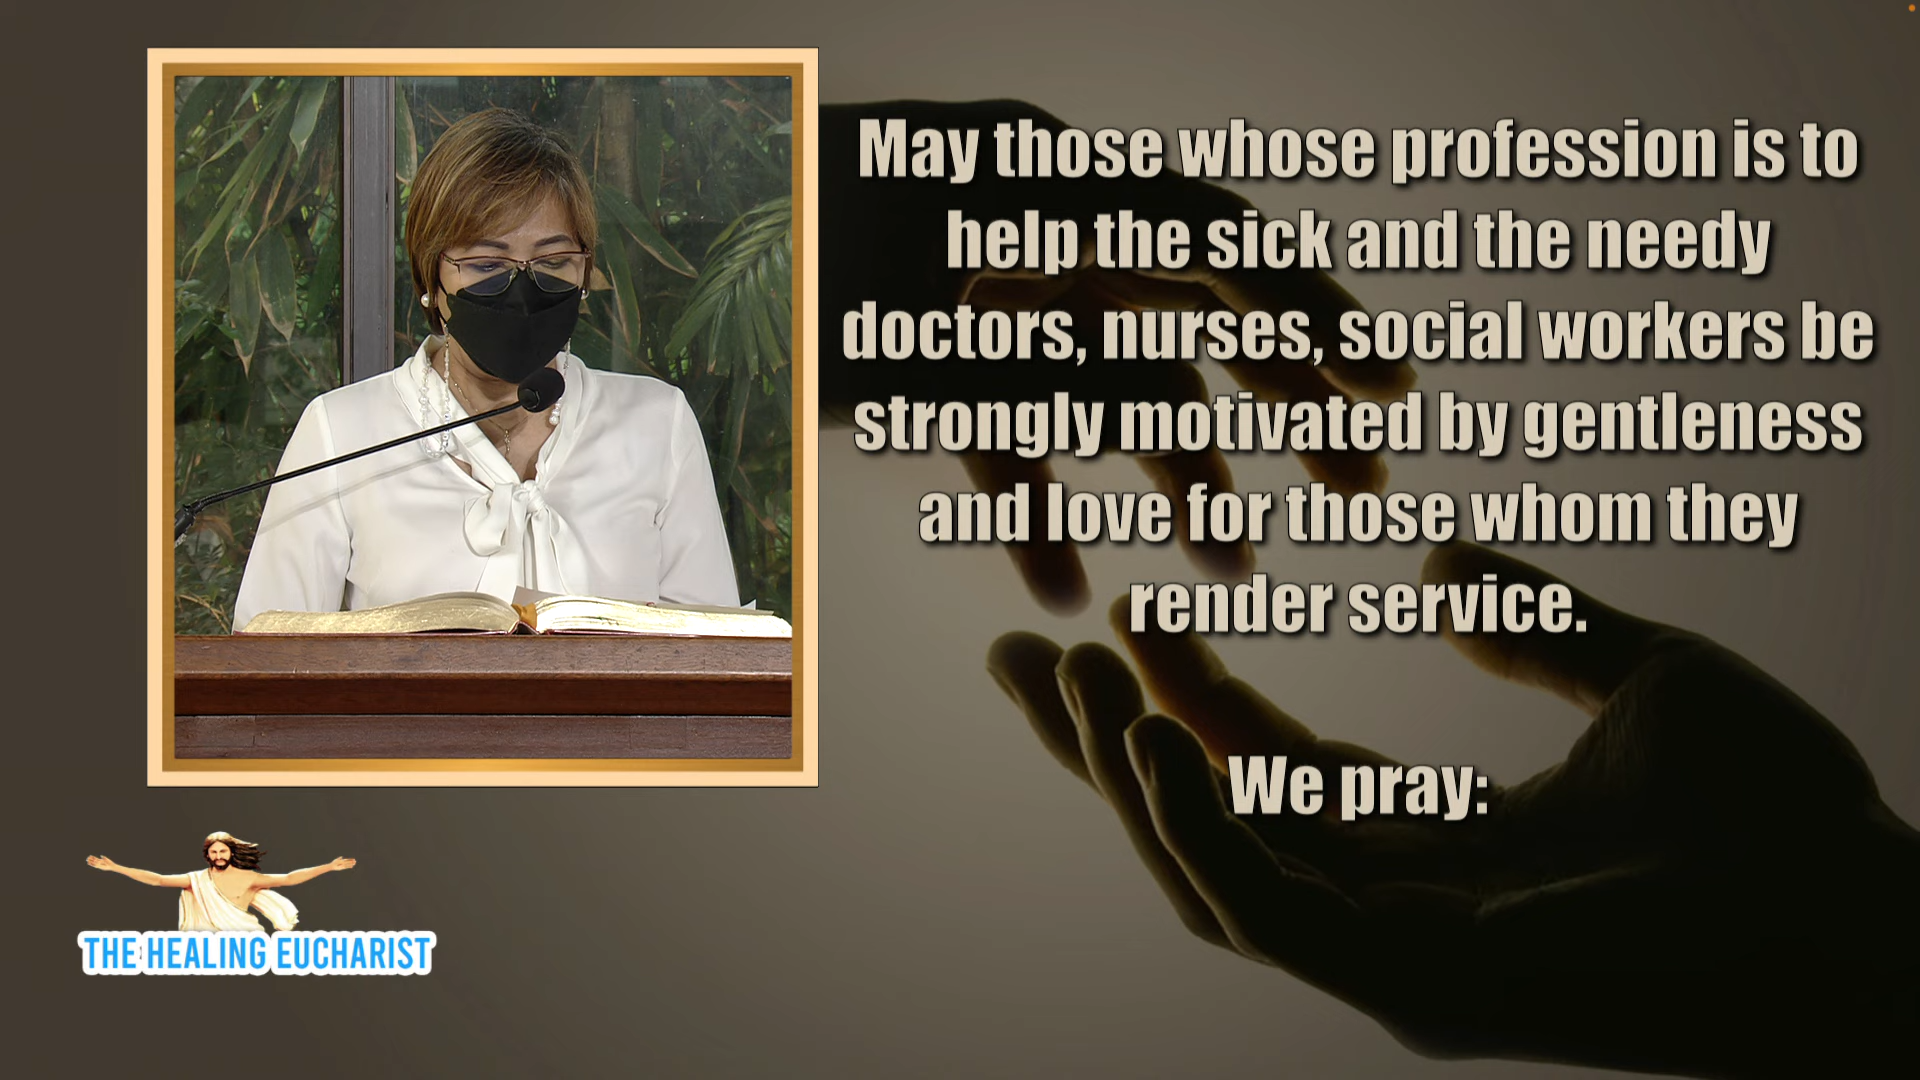 May those whose profession is to
help the sick and the needy
doctors, nurses, social workers be
strongly motivated by gentleness
and love for those whom they
render service.
We pray:
THE HEALING EUCHARIST